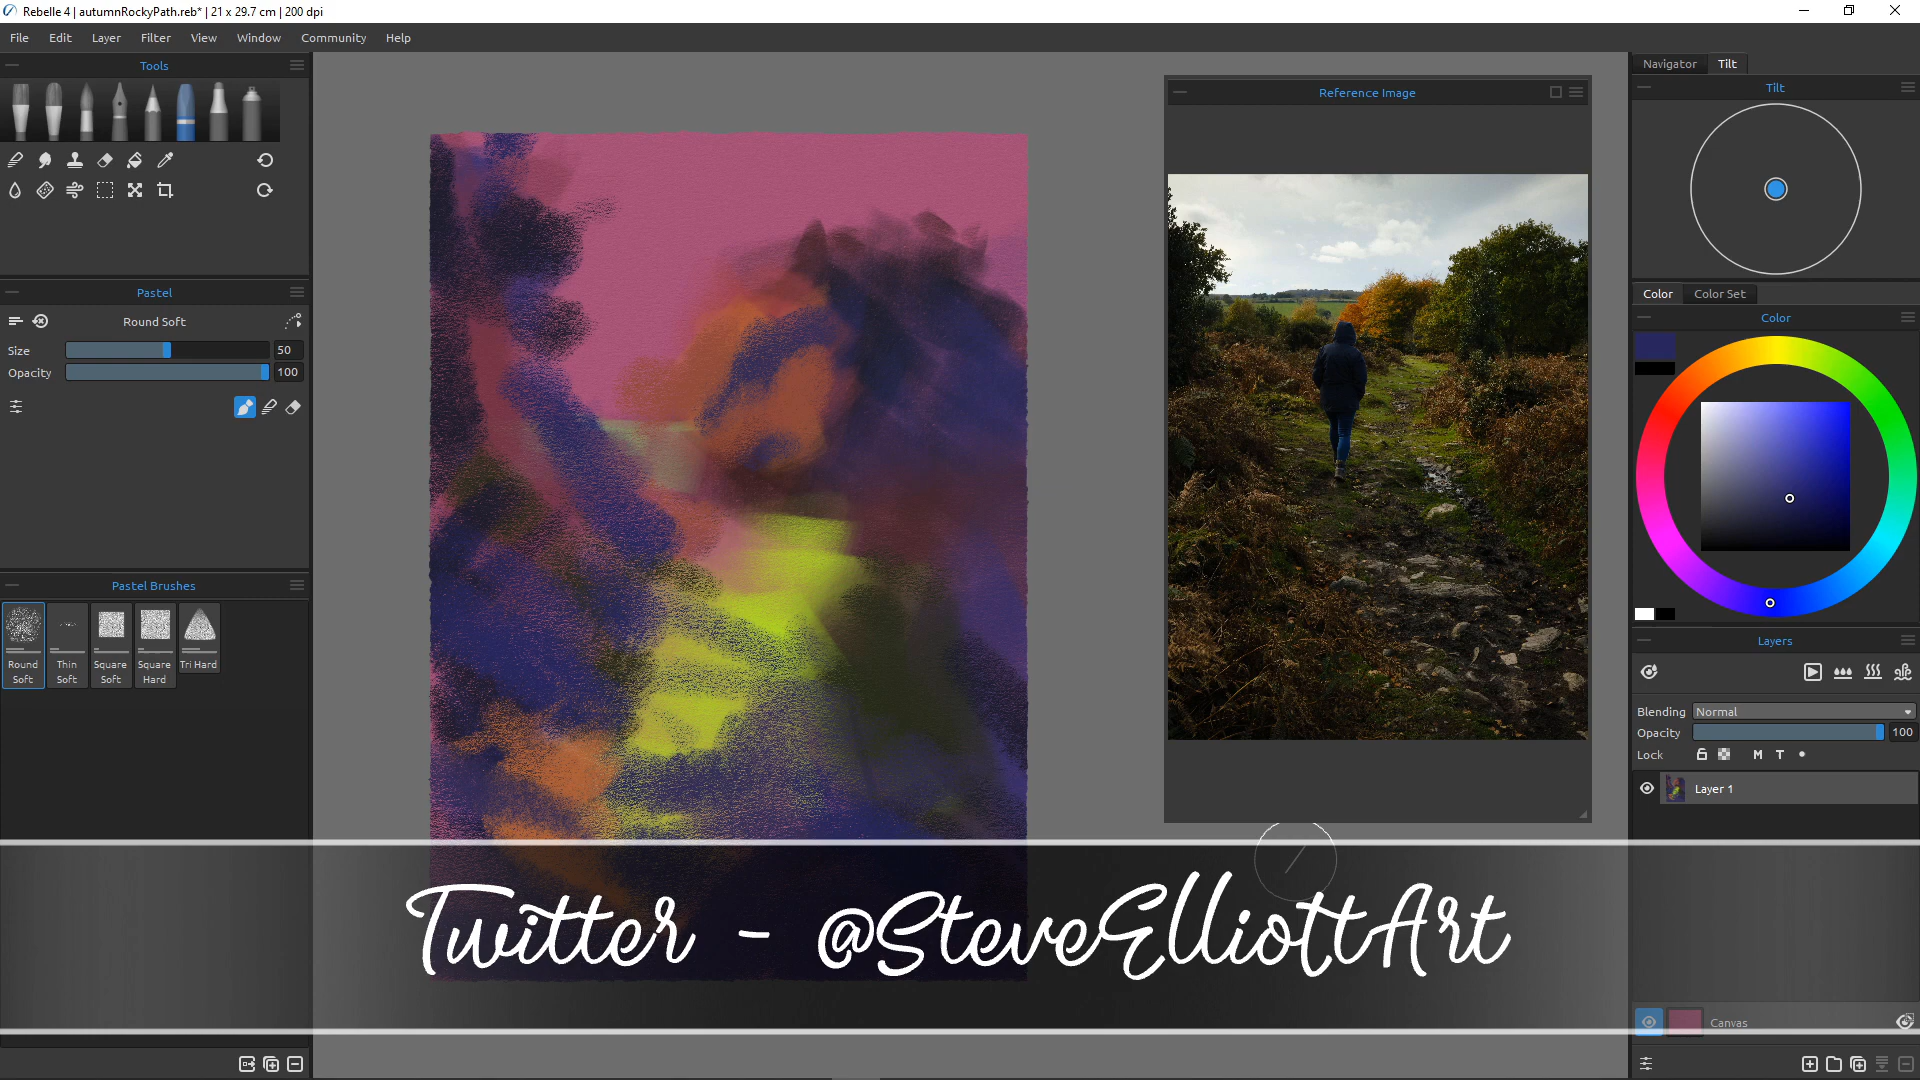 Rebelle 4 | autumnRockyPath.reb* | 21 x 29.7 cm | 200 dpi
File Edit Layer Filter View Window Community Help
Tools
Pastel
Round Soft
Size 50
Opacity 100
Pastel Brushes
Round Soft
Thin Soft
Square Soft
Square Hard
Tri Hard
Reference Image
Navigator Tilt
Tilt
Color Color Set
Color
Layers
Blending Normal
Opacity 100
Lock M T
Layer 1
Canvas
Twitter - @SteveElliottArt